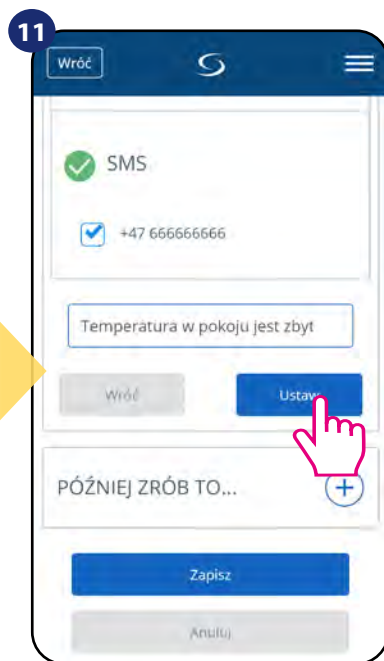 11
Wróć
SMS
+47 666666666
Temperatura w pokoju jest zbyt
Wróć
Ustaw
PÓŹNIEJ ZRÓB TO...
Zapisz
Anuluj